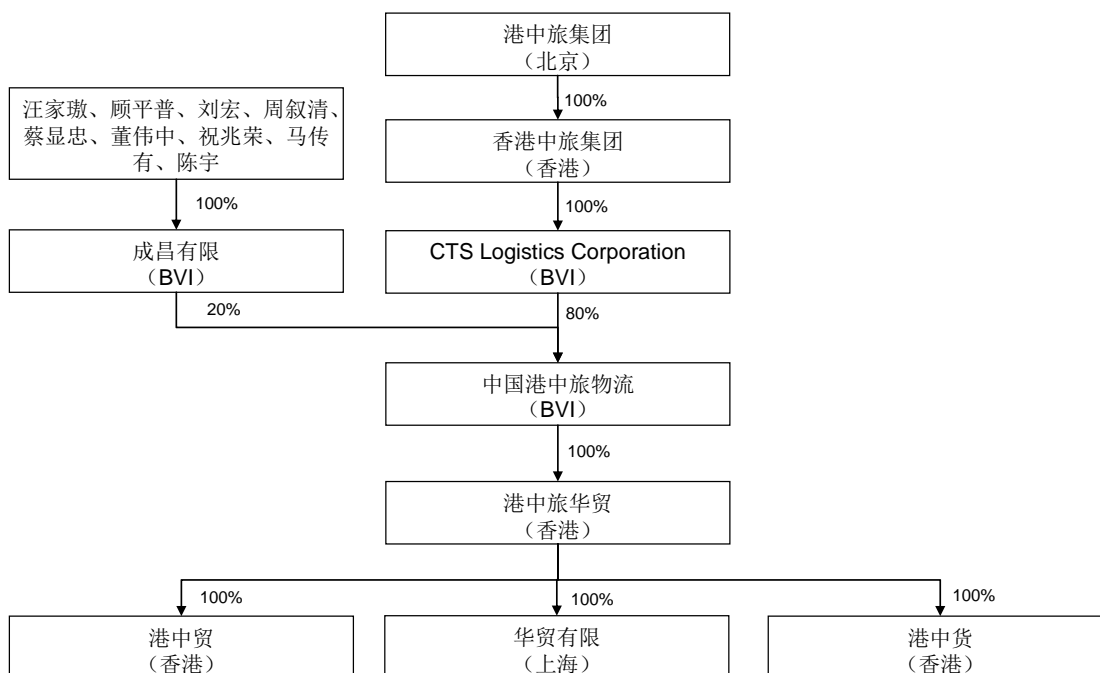 港中旅集团
（北京）
100%
汪家璈、顾平普、刘宏、周叙清、
蔡显忠、董伟中、祝兆荣、马传
有、陈宇
香港中旅集团
（香港）
100%
100%
成昌有限
（BVI）
CTS Logistics Corporation
（BVI）
20%
80%
中国港中旅物流
（BVI）
100%
港中旅华贸
（香港）
100%
100%
100%
港中贸
（香港）
华贸有限
（上海）
港中货
（香港）